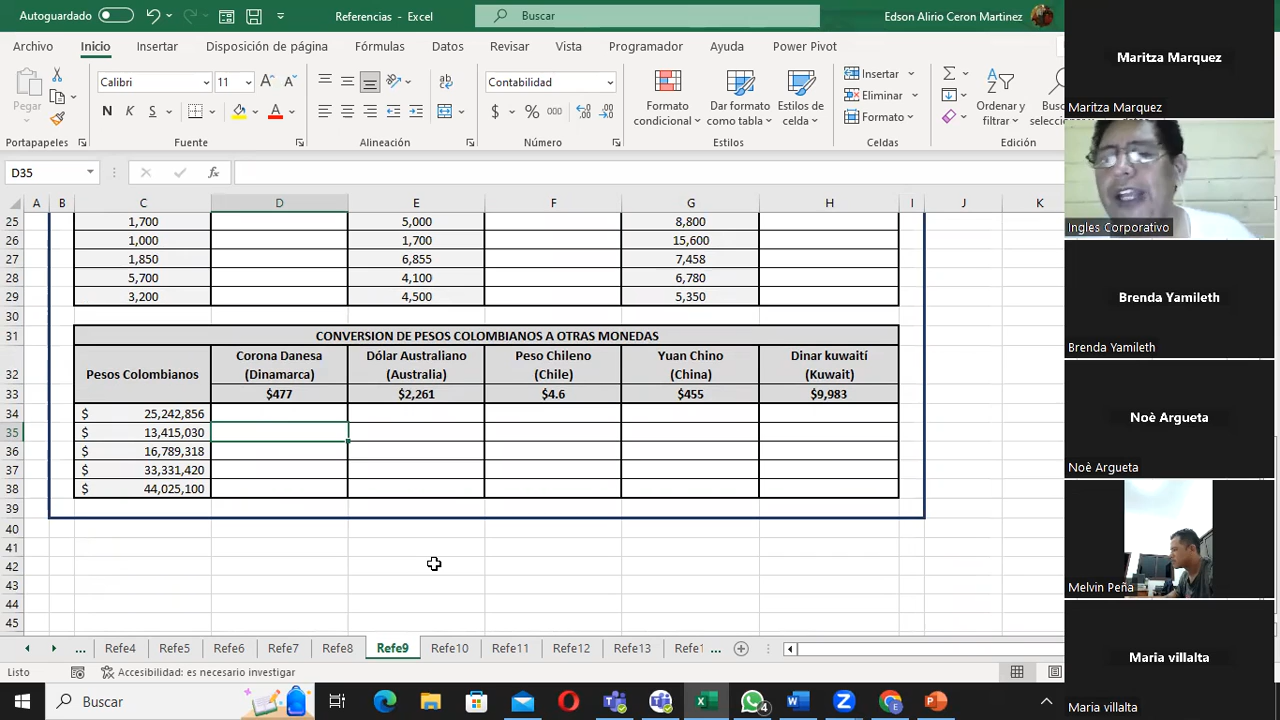 Autoguardado
Referencias - Excel
Buscar
Edson Alirio Ceron Martinez
Archivo Inicio Insertar Disposición de página Fórmulas Datos Revisar Vista Programador Ayuda Power Pivot
Pegar
Calibri 11
N K S
ab
Contabilidad
$ % 000
Formato condicional
Dar formato como tabla
Estilos de celda
Insertar
Eliminar
Formato
Ordenar y filtrar
Portapapeles Fuente Alineación Número Estilos Celdas Edición
D35
fx
A B C D E F G H I J K
25 1,700 5,000 8,800
26 1,000 1,700 15,600
27 1,850 6,855 7,458
28 5,700 4,100 6,780
29 3,200 4,500 5,350
30
31 CONVERSION DE PESOS COLOMBIANOS A OTRAS MONEDAS
32 Pesos Colombianos Corona Danesa (Dinamarca) Dólar Australiano (Australia) Peso Chileno (Chile) Yuan Chino (China) Dinar kuwaití (Kuwait)
33 $477 $2,261 $4.6 $455 $9,983
34 $ 25,242,856
35 $ 13,415,030
36 $ 16,789,318
37 $ 33,331,420
38 $ 44,025,100
39
40
41
42
43
44
45
... Refe4 Refe5 Refe6 Refe7 Refe8 Refe9 Refe10 Refe11 Refe12 Refe13 Refe1 ...
Listo
Accesibilidad: es necesario investigar
Buscar
4
Maritza Marquez
Maritza Marquez
Ingles Corporativo
Brenda Yamileth
Brenda Yamileth
Noè Argueta
Noè Argueta
Melvin Peña
Maria villalta
Maria villalta